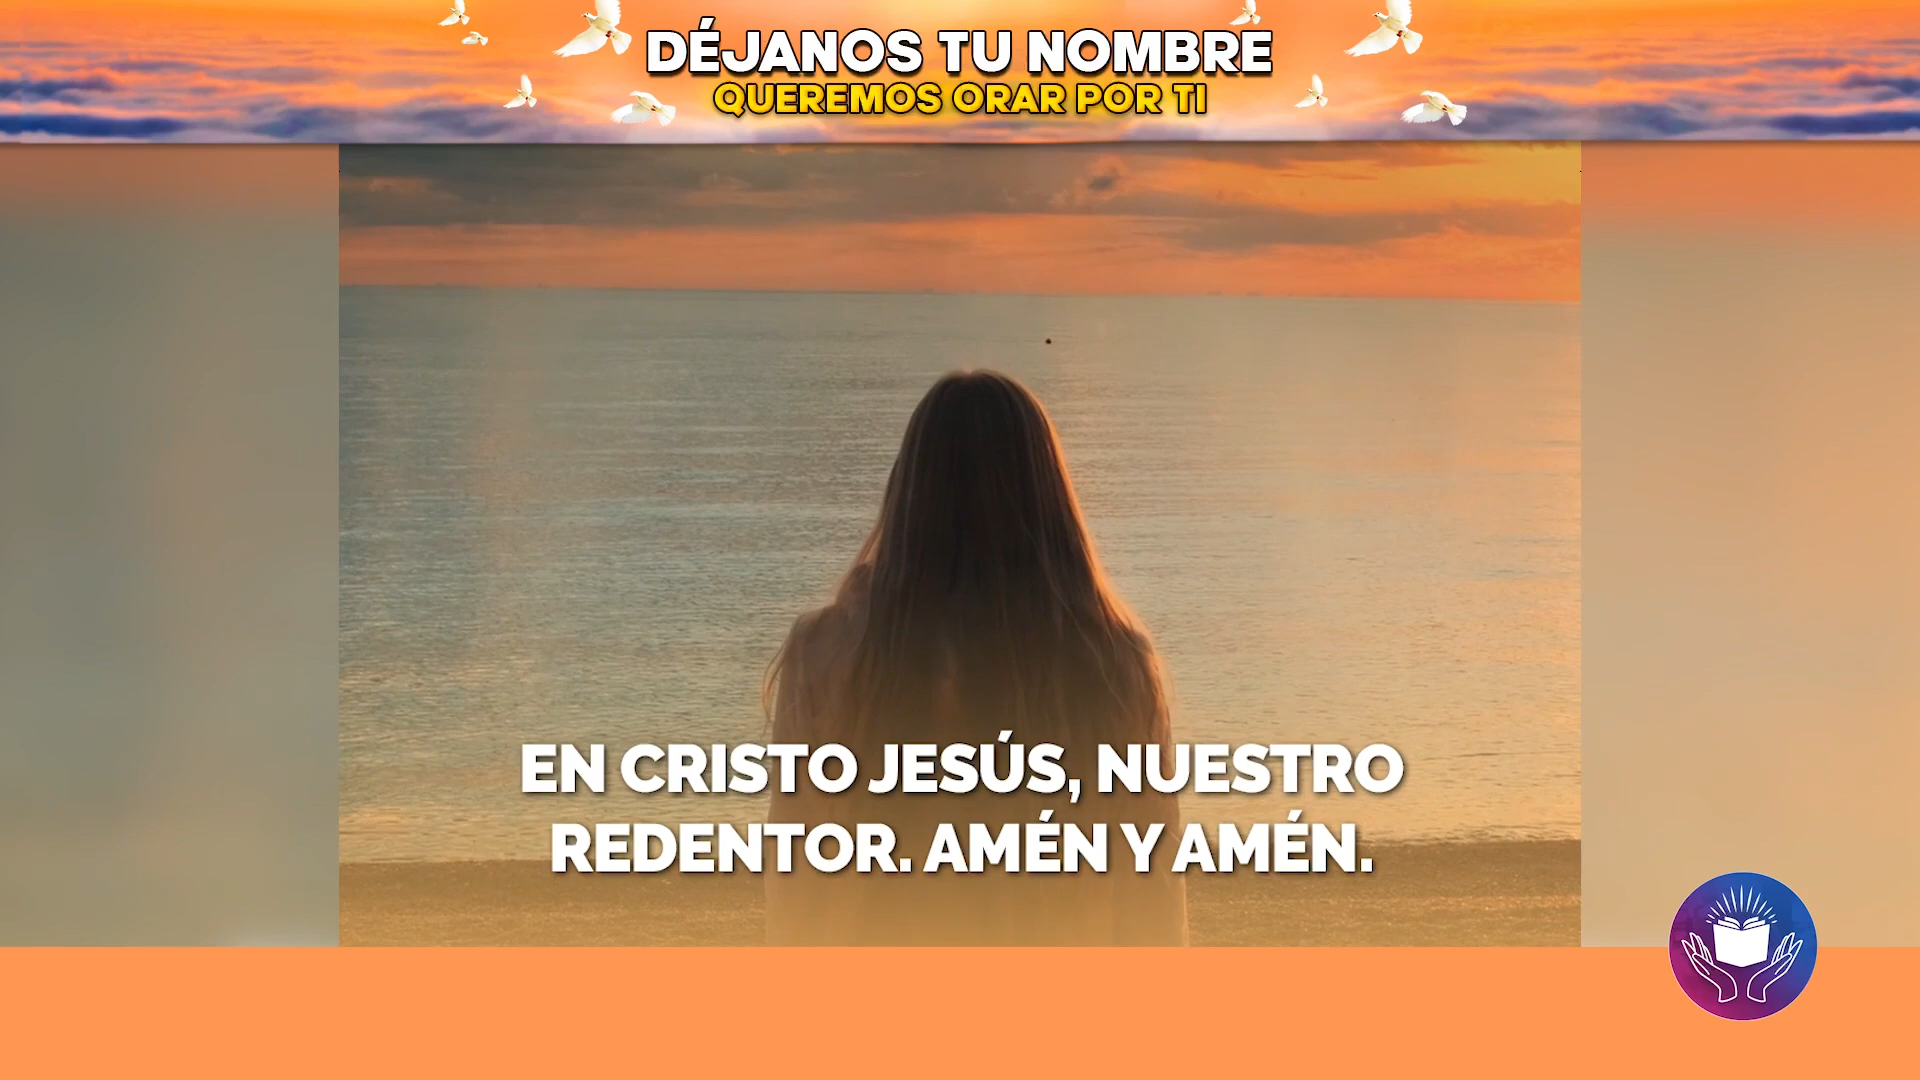 DÉJANOS TU NOMBRE
QUEREMOS ORAR POR TI
EN CRISTO JESÚS, NUESTRO
REDENTOR. AMÉN Y AMÉN.